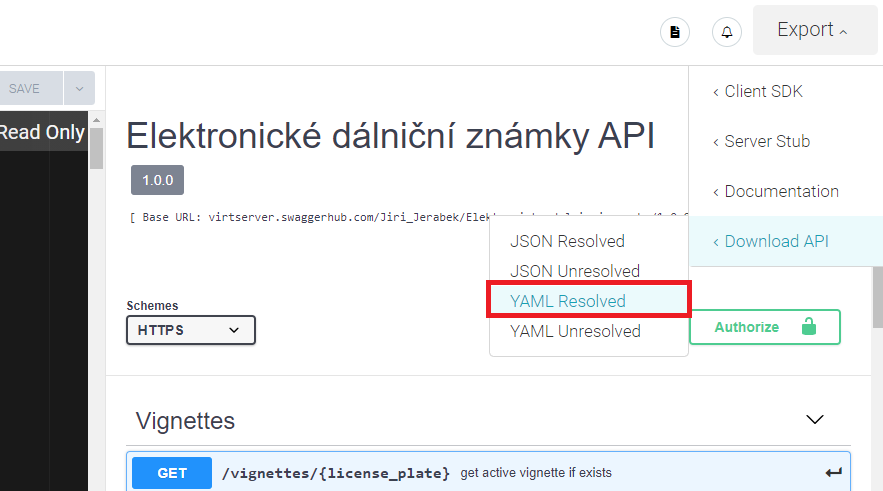 Export
SAVE
Client SDK
Read Only
Elektronické dálniční známky API
Server Stub
1.0.0
Documentation
[ Base URL: virtserver.swaggerhub.com/Jiri_Jerabek/
Download API
JSON Resolved
JSON Unresolved
YAML Resolved
YAML Unresolved
Schemes
HTTPS
Authorize
Vignettes
GET /vignettes/{license_plate} get active vignette if exists